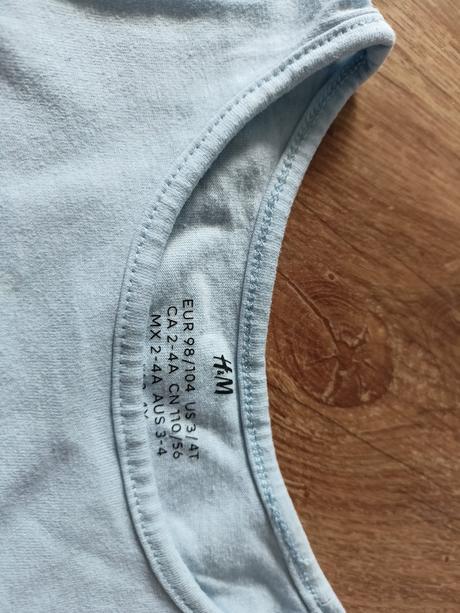 H&M
EUR 98/104 US 3/4T
CA 2-4A CN 110/56
MX 2-4A AUS 3-4